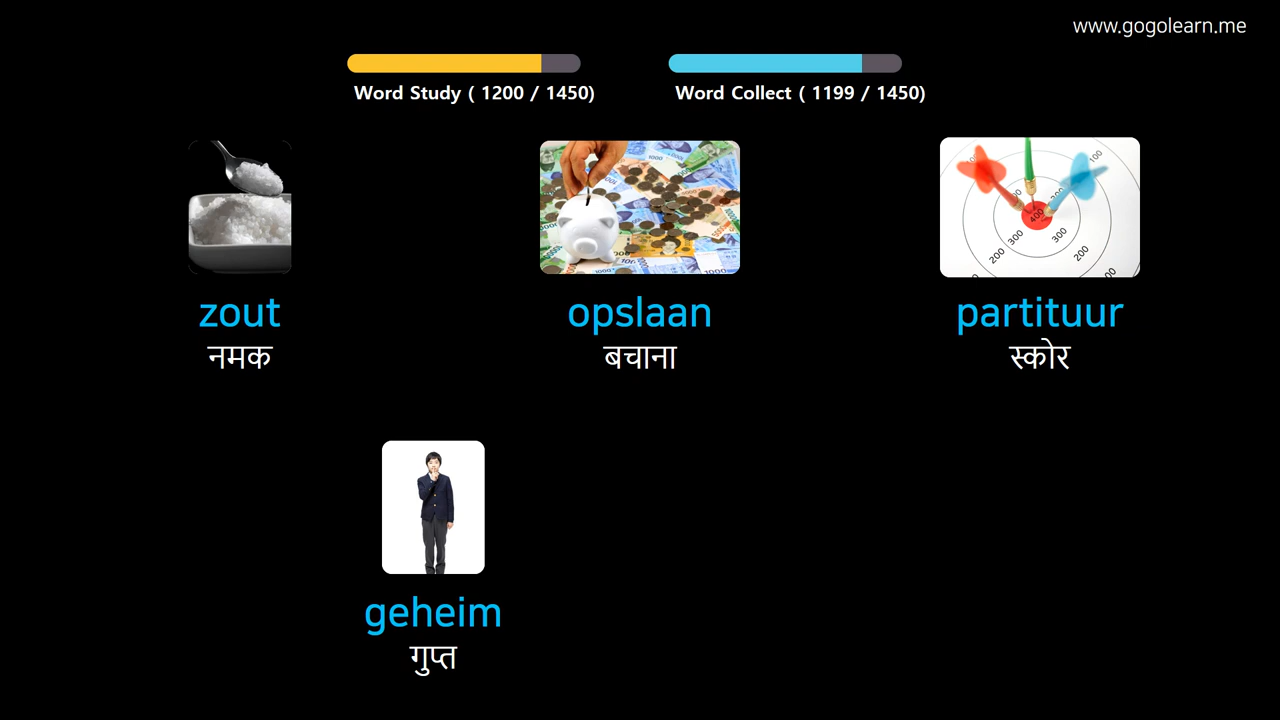 www.gogolearn.me
Word Study ( 1200 / 1450)
Word Collect ( 1199 / 1450)
zout
नमक
opslaan
बचाना
partituur
स्कोर
geheim
गुप्त